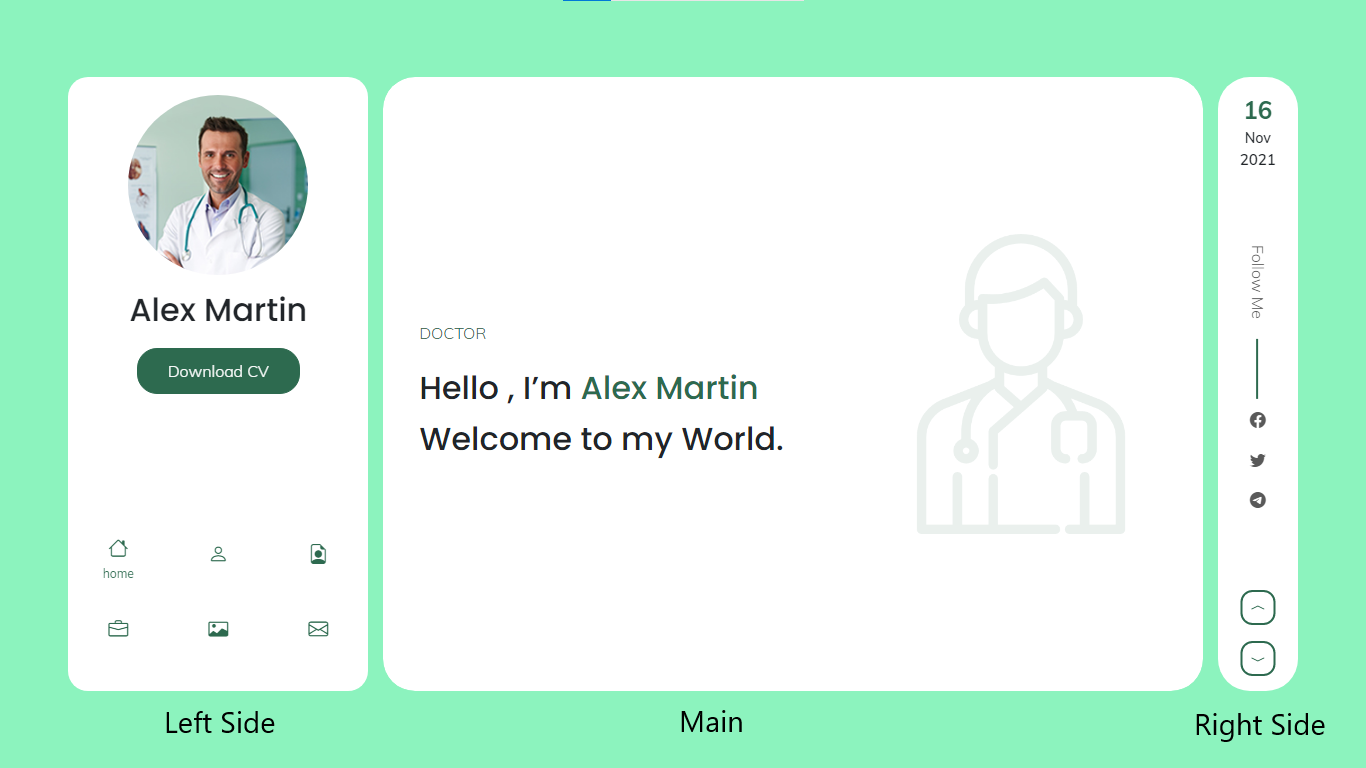 Alex Martin
Download CV
home
DOCTOR
Hello , I’m Alex Martin
Welcome to my World.
16
Nov
2021
Follow Me
Left Side
Main
Right Side